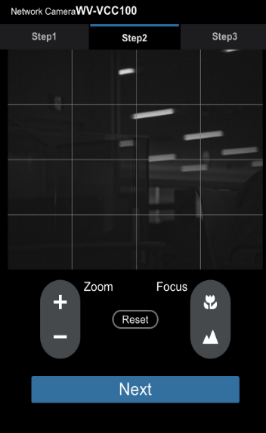 Network CameraWV-VCC100
Step1 Step2 Step3
Zoom Focus
Reset
Next